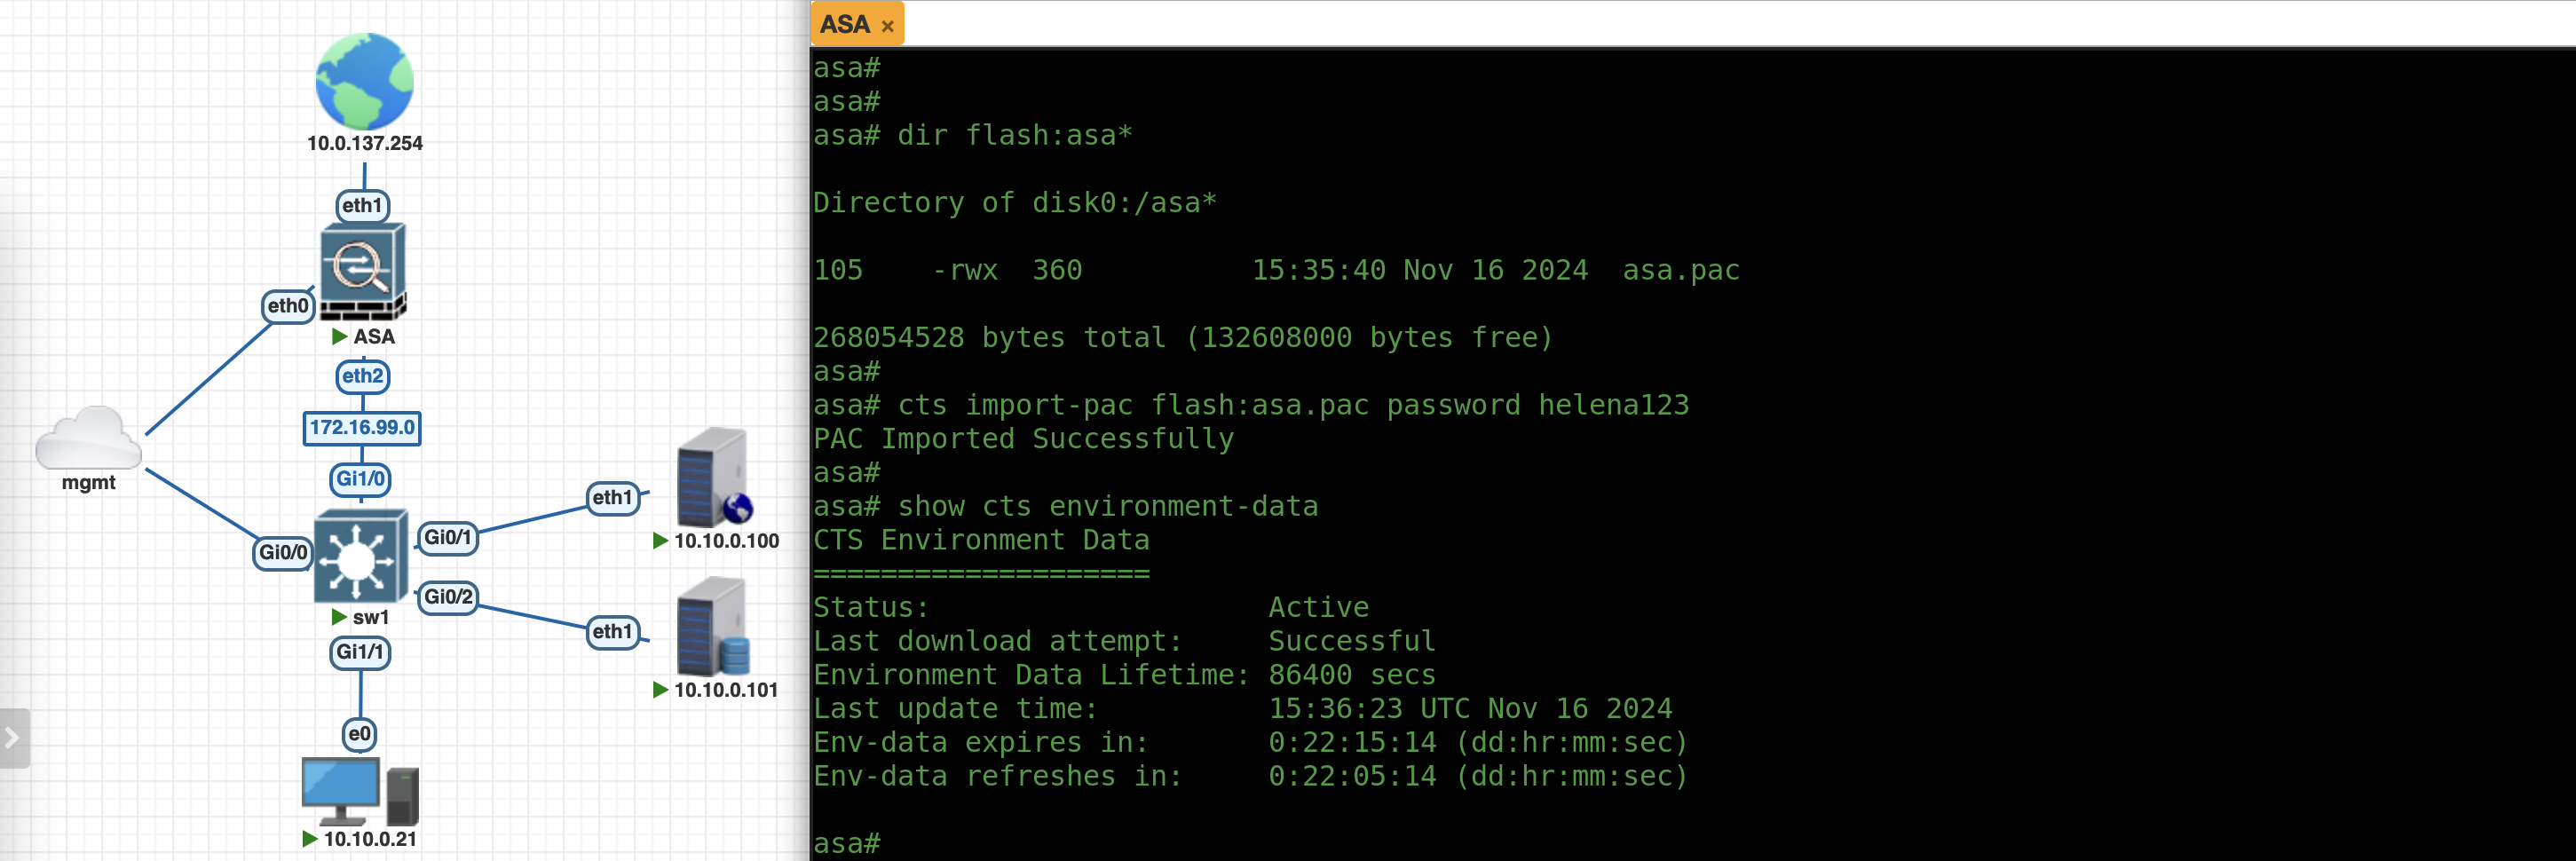 10.0.137.254
eth1
eth0
ASA
eth2
172.16.99.0
mgmt
Gi1/0
Gi0/0
Gi0/1
eth1
10.10.0.100
sw1
Gi0/2
eth1
10.10.0.101
Gi1/1
e0
10.10.0.21
ASA ×
asa#
asa#
asa# dir flash:asa*
Directory of disk0:/asa*
105    -rwx  360          15:35:40 Nov 16 2024  asa.pac
268054528 bytes total (132608000 bytes free)
asa#
asa# cts import-pac flash:asa.pac password helena123
PAC Imported Successfully
asa#
asa# show cts environment-data
CTS Environment Data
====================
Status:                    Active
Last download attempt:     Successful
Environment Data Lifetime: 86400 secs
Last update time:          15:36:23 UTC Nov 16 2024
Env-data expires in:       0:22:15:14 (dd:hr:mm:sec)
Env-data refreshes in:     0:22:05:14 (dd:hr:mm:sec)
asa#